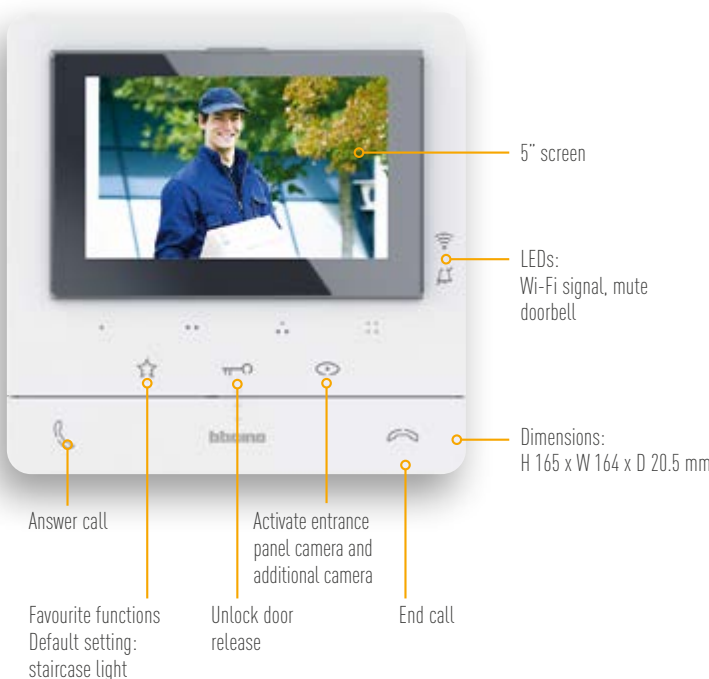 5" screen
LEDs:
Wi-Fi signal, mute
doorbell
bticino
Dimensions:
H 165 x W 164 x D 20.5 mm
Answer call
Activate entrance
panel camera and
additional camera
Favourite functions
Default setting:
staircase light
Unlock door
release
End call